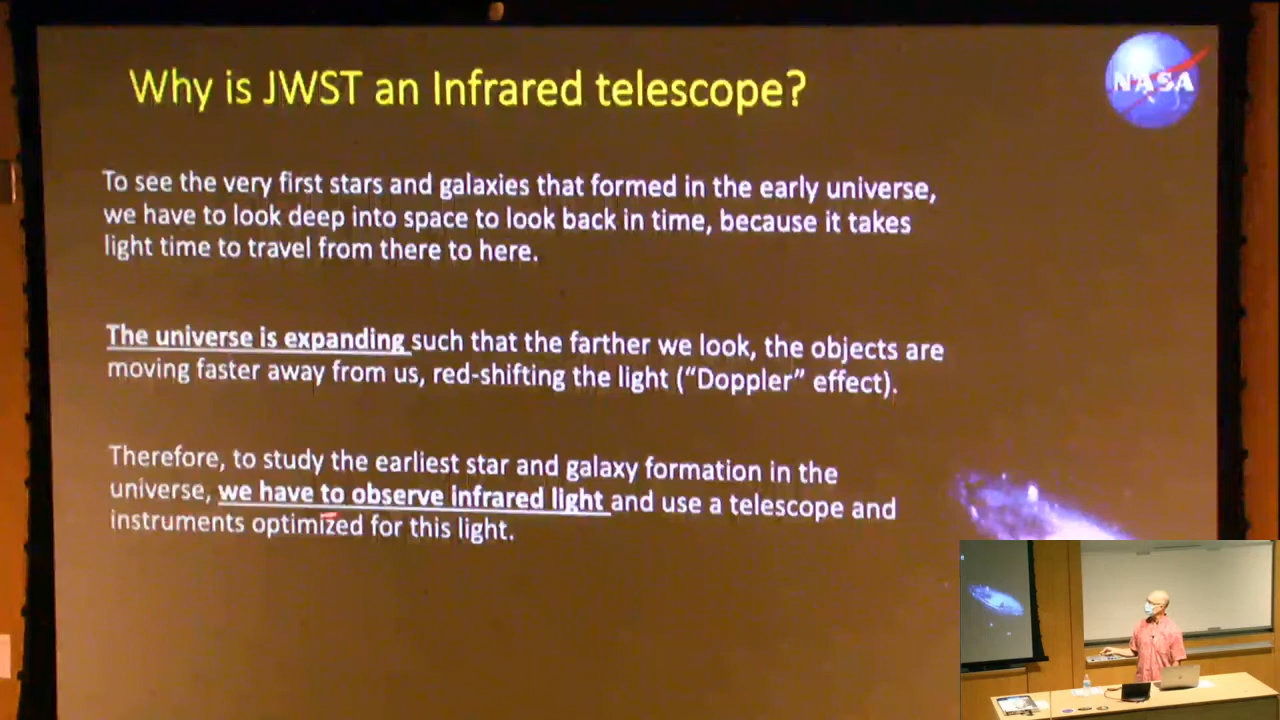 Why is JWST an Infrared telescope?
NASA
To see the very first stars and galaxies that formed in the early universe,
we have to look deep into space to look back in time, because it takes
light time to travel from there to here.
The universe is expanding such that the farther we look, the objects are
moving faster away from us, red-shifting the light (“Doppler” effect).
Therefore, to study the earliest star and galaxy formation in the
universe, we have to observe infrared light and use a telescope and
instruments optimized for this light.